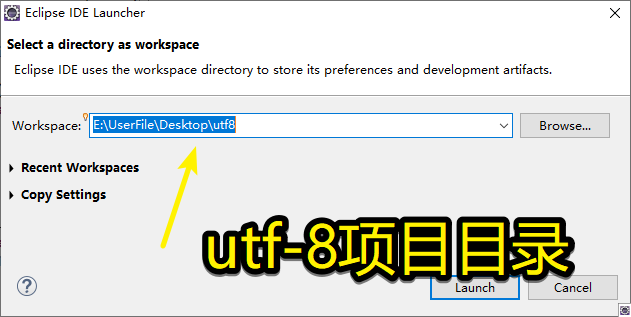 Eclipse IDE Launcher
Select a directory as workspace
Eclipse IDE uses the workspace directory to store its preferences and development artifacts.
Workspace: E:\UserFile\Desktop\utf8 Browse...
Recent Workspaces
Copy Settings
utf-8项目目录
? Launch Cancel